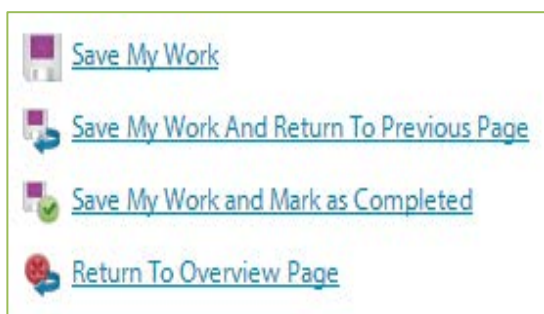 Save My Work
Save My Work And Return To Previous Page
Save My Work and Mark as Completed
Return To Overview Page